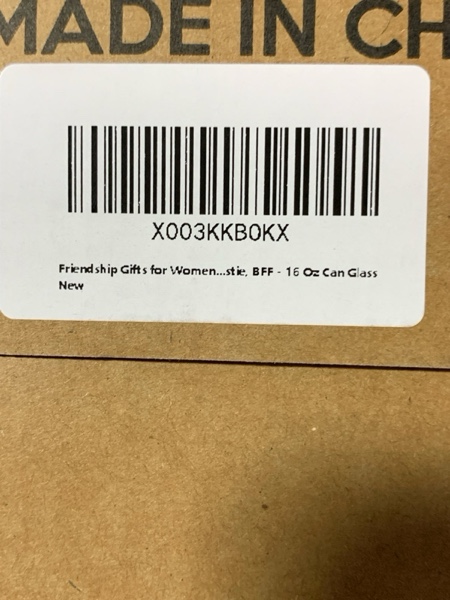 MADE IN CH
X003KKB0KX
Friendship Gifts for Women...stie, BFF - 16 Oz Can Glass
New